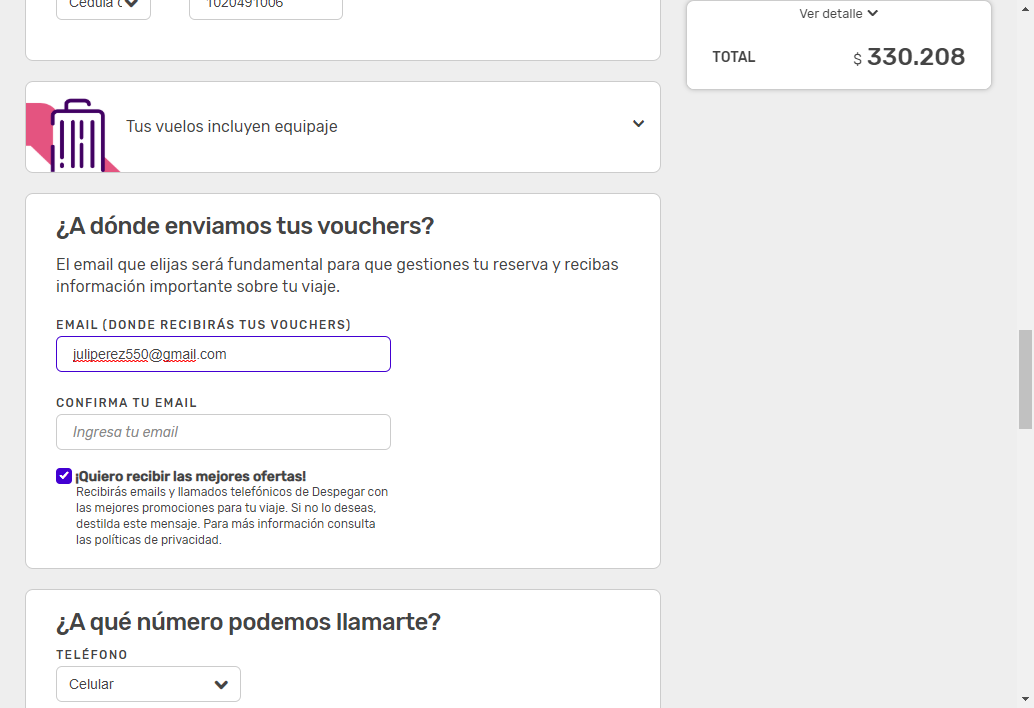 Cédula c
1020491006
Ver detalle
TOTAL
$ 330.208
Tus vuelos incluyen equipaje
¿A dónde enviamos tus vouchers?
El email que elijas será fundamental para que gestiones tu reserva y recibas
información importante sobre tu viaje.
EMAIL (DONDE RECIBIRÁS TUS VOUCHERS)
juliperez550@gmail.com
CONFIRMA TU EMAIL
Ingresa tu email
¡Quiero recibir las mejores ofertas!
Recibirás emails y llamados telefónicos de Despegar con
las mejores promociones para tu viaje. Si no lo deseas,
destilda este mensaje. Para más información consulta
las políticas de privacidad.
¿A qué número podemos llamarte?
TELÉFONO
Celular